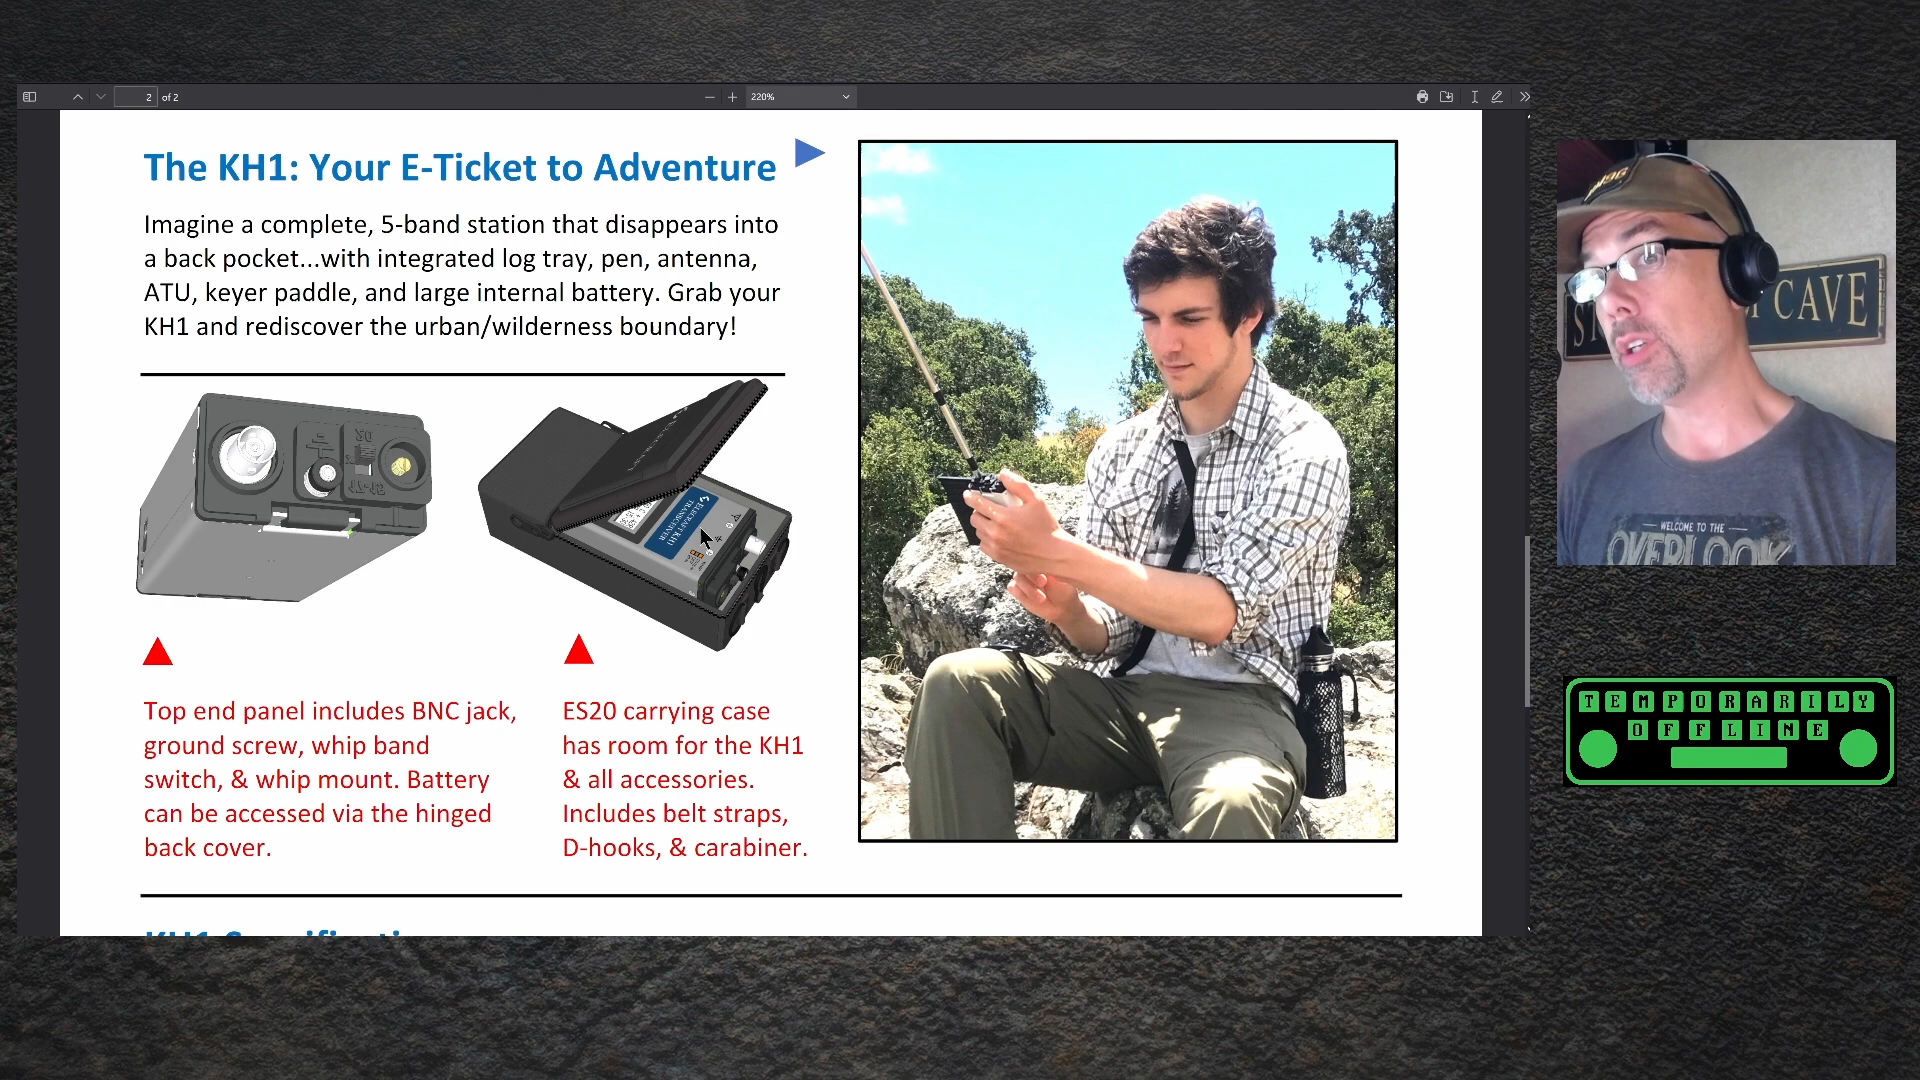 2 of 2
220%
The KH1: Your E-Ticket to Adventure
Imagine a complete, 5-band station that disappears into
a back pocket...with integrated log tray, pen, antenna,
ATU, keyer paddle, and large internal battery. Grab your
KH1 and rediscover the urban/wilderness boundary!
ELECRAFT KH1
TRANSCEIVER
Top end panel includes BNC jack,
ground screw, whip band
switch, & whip mount. Battery
can be accessed via the hinged
back cover.
ES20 carrying case
has room for the KH1
& all accessories.
Includes belt straps,
D-hooks, & carabiner.
CAVE
WELCOME TO THE
OVERLOOK
TEMPORARILY
OFFLINE